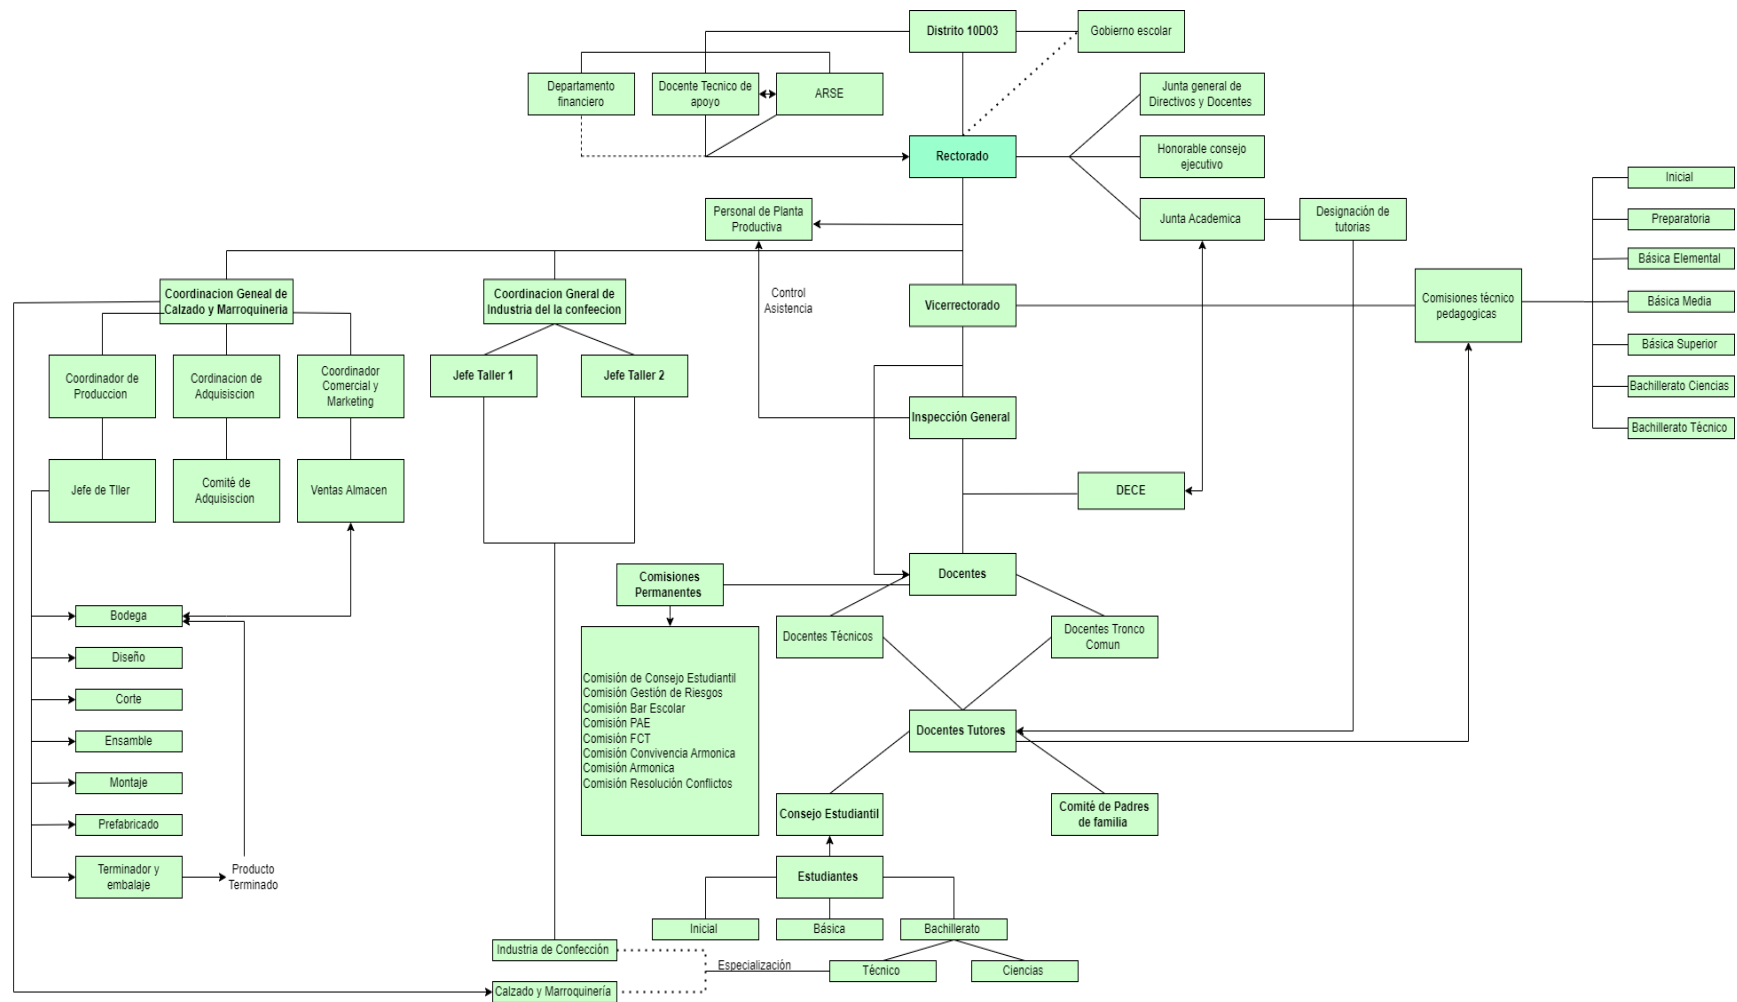 Distrito 10D03
Gobierno escolar
Departamento
financiero
Docente Tecnico de
apoyo
ARSE
Junta general de
Directivos y Docentes
Rectorado
Honorable consejo
ejecutivo
Inicial
Personal de Planta
Productiva
Junta Academica
Designación de
tutorias
Preparatoria
Básica Elemental
Coordinacion Geneal de
Calzado y Marroquineria
Coordinacion Gneral de
Industria del la confeecion
Control
Asistencia
Vicerrectorado
Comisiones técnico
pedagogicas
Básica Media
Básica Superior
Coordinador de
Produccion
Cordinacion de
Adquisiscion
Coordinador
Comercial y
Marketing
Jefe Taller 1
Jefe Taller 2
Bachillerato Ciencias
Inspección General
Bachillerato Técnico
Jefe de Tller
Comité de
Adquisiscion
Ventas Almacen
DECE
Comisiones
Permanentes
Docentes
Bodega
Docentes Técnicos
Docentes Tronco
Comun
Diseño
Comisión de Consejo Estudiantil
Comisión Gestión de Riesgos
Comisión Bar Escolar
Comisión PAE
Comisión FCT
Comisión Convivencia Armonica
Comisión Armonica
Comisión Resolución Conflictos
Corte
Docentes Tutores
Ensamble
Montaje
Prefabricado
Consejo Estudiantil
Comité de Padres
de familia
Terminador y
embalaje
Producto
Terminado
Estudiantes
Inicial
Básica
Bachillerato
Industria de Confección
Especialización
Técnico
Ciencias
Calzado y Marroquinería